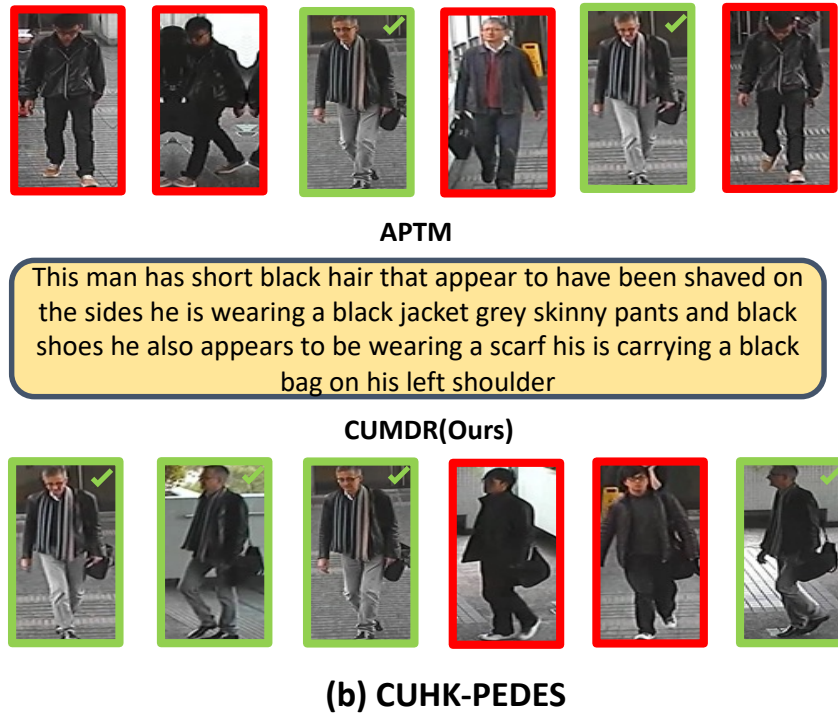 APTM
This man has short black hair that appear to have been shaved on
the sides he is wearing a black jacket grey skinny pants and black
shoes he also appears to be wearing a scarf his is carrying a black
bag on his left shoulder
CUMDR(Ours)
(b) CUHK-PEDES